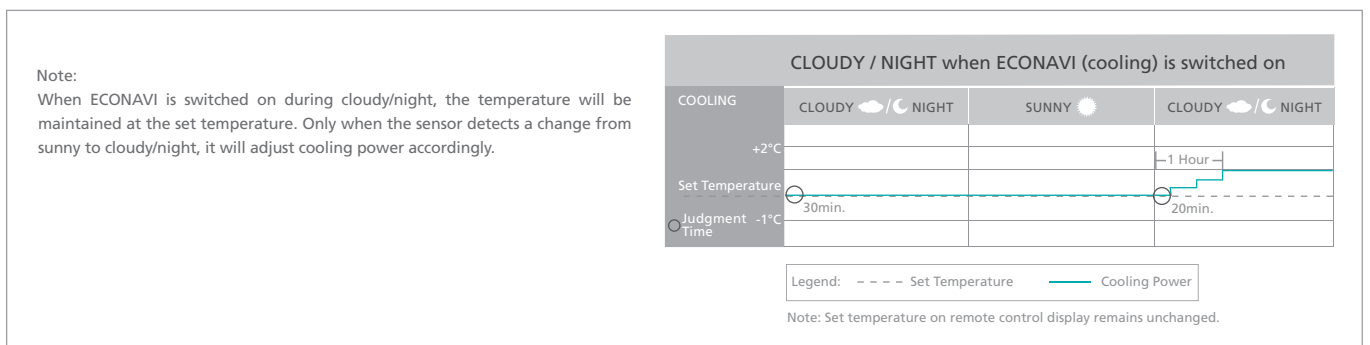 Note:
When ECONAVI is switched on during cloudy/night, the temperature will be
maintained at the set temperature. Only when the sensor detects a change from
sunny to cloudy/night, it will adjust cooling power accordingly.
CLOUDY / NIGHT when ECONAVI (cooling) is switched on
COOLING
CLOUDY / NIGHT
SUNNY
CLOUDY / NIGHT
+2°C
1 Hour
Set Temperature
30min.
20min.
Judgment -1°C
Time
Legend: Set Temperature Cooling Power
Note: Set temperature on remote control display remains unchanged.